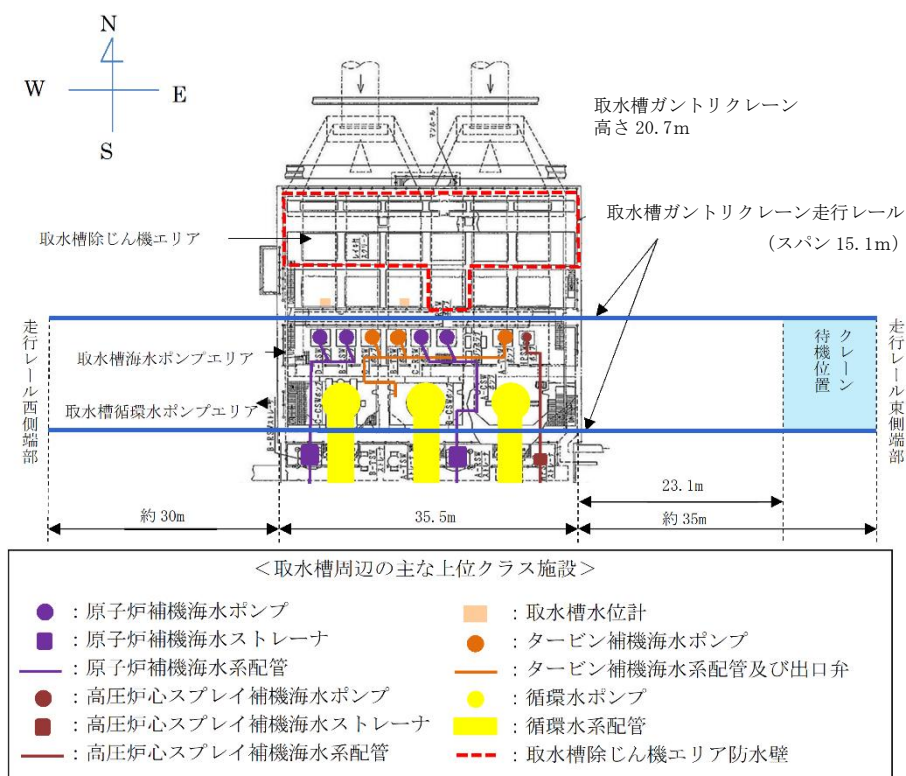 N
W
E
S
取水槽ガントリクレーン
高さ 20.7m
マンホール
取水槽ガントリクレーン走行レール
(スパン 15.1m)
取水槽除じん機エリア
走行レール西側端部
取水槽海水ポンプエリア
取水槽循環水ポンプエリア
クレーン
待機位置
走行レール東側端部
23.1m
約30m
35.5m
約35m
<取水槽周辺の主な上位クラス施設>
：原子炉補機海水ポンプ
：原子炉補機海水ストレーナ
：原子炉補機海水系配管
：高圧炉心スプレイ補機海水ポンプ
：高圧炉心スプレイ補機海水ストレーナ
：高圧炉心スプレイ補機海水系配管
：取水槽水位計
：タービン補機海水ポンプ
：タービン補機海水系配管及び出口弁
：循環水ポンプ
：循環水系配管
：取水槽除じん機エリア防水壁